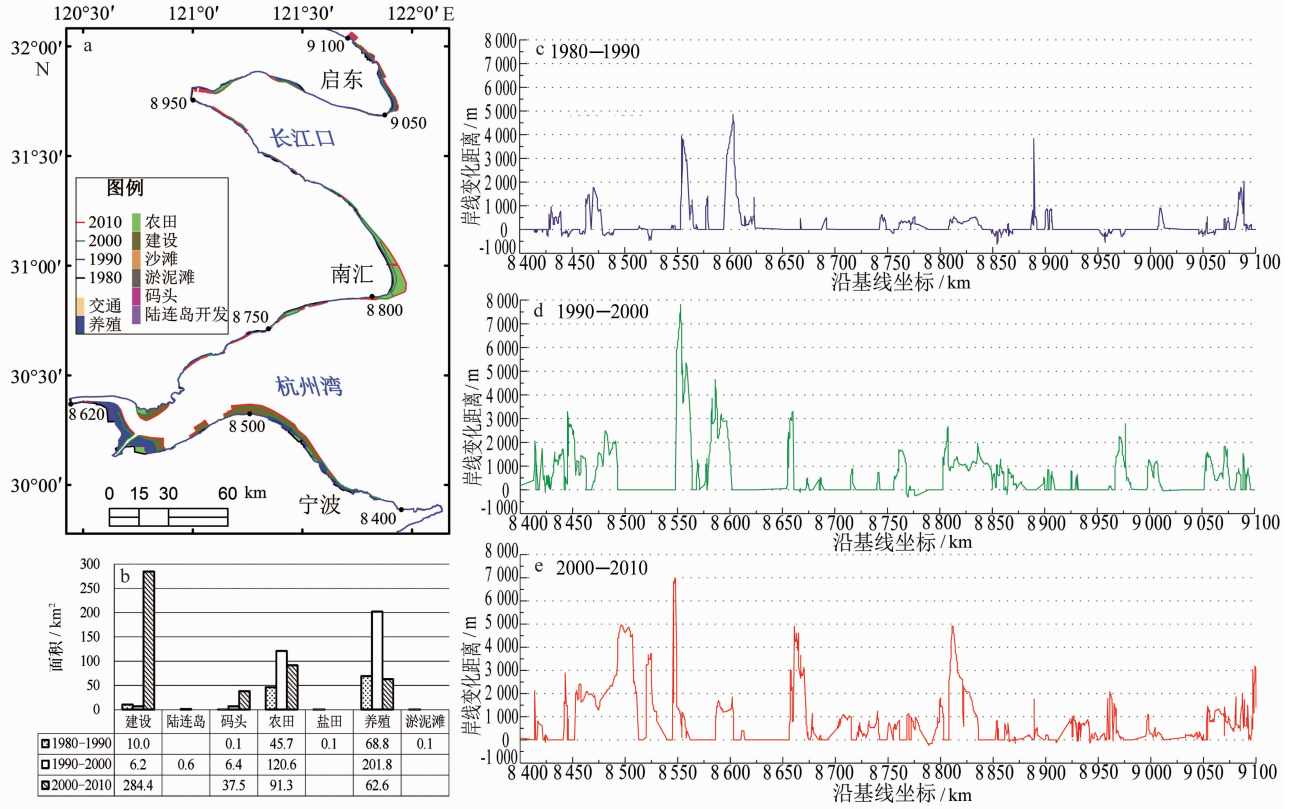 120°30′ 121°0′ 121°30′ 122°0′ E
32°00′
N
31°30′
31°00′
30°30′
30°00′
a
9 100
启东
8 950
9 050
长江口
图例
2010
2000
1990
1980
交通
养殖
农田
建设
沙滩
淤泥滩
码头
陆连岛开发
南汇
8 800
8 750
杭州湾
8 620
8 500
宁波
8 400
0 15 30 60 km
b
面积 / km²
300
250
200
150
100
50
0
建设 陆连岛 码头 农田 盐田 养殖 淤泥滩
1980−1990 10.0 0.1 45.7 0.1 68.8 0.1
1990−2000 6.2 0.6 6.4 120.6 201.8
2000−2010 284.4 37.5 91.3 62.6
c 1980−1990
岸线变化距离 / m
8 000
7 000
6 000
5 000
4 000
3 000
2 000
1 000
0
-1 000
8 400 8 450 8 500 8 550 8 600 8 650 8 700 8 750 8 800 8 850 8 900 8 950 9 000 9 050 9 100
沿基线坐标 / km
d 1990−2000
岸线变化距离 / m
8 000
7 000
6 000
5 000
4 000
3 000
2 000
1 000
0
-1 000
8 400 8 450 8 500 8 550 8 600 8 650 8 700 8 750 8 800 8 850 8 900 8 950 9 000 9 050 9 100
沿基线坐标 / km
e 2000−2010
岸线变化距离 / m
8 000
7 000
6 000
5 000
4 000
3 000
2 000
1 000
0
-1 000
8 400 8 450 8 500 8 550 8 600 8 650 8 700 8 750 8 800 8 850 8 900 8 950 9 000 9 050 9 100
沿基线坐标 / km